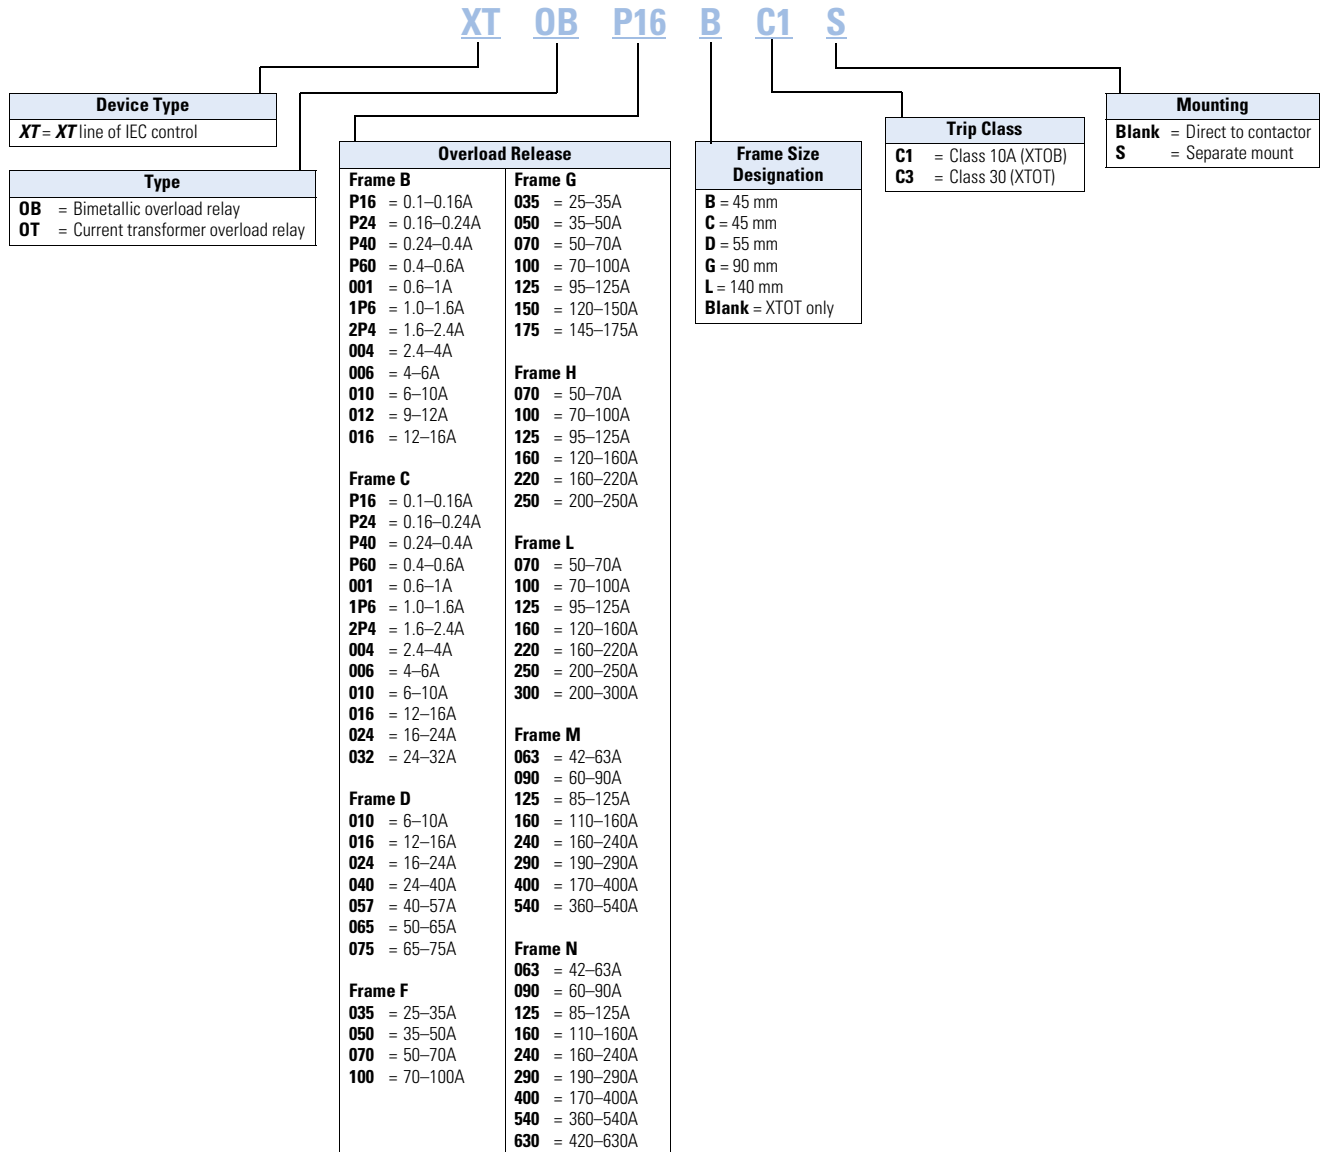 XT OB P16 B C1 S
Device Type
XT = XT line of IEC control
Type
OB = Bimetallic overload relay
OT = Current transformer overload relay
Overload Release
Frame B
P16 = 0.1–0.16A
P24 = 0.16–0.24A
P40 = 0.24–0.4A
P60 = 0.4–0.6A
001 = 0.6–1A
1P6 = 1.0–1.6A
2P4 = 1.6–2.4A
004 = 2.4–4A
006 = 4–6A
010 = 6–10A
012 = 9–12A
016 = 12–16A
Frame C
P16 = 0.1–0.16A
P24 = 0.16–0.24A
P40 = 0.24–0.4A
P60 = 0.4–0.6A
001 = 0.6–1A
1P6 = 1.0–1.6A
2P4 = 1.6–2.4A
004 = 2.4–4A
006 = 4–6A
010 = 6–10A
016 = 12–16A
024 = 16–24A
032 = 24–32A
Frame D
010 = 6–10A
016 = 12–16A
024 = 16–24A
040 = 24–40A
057 = 40–57A
065 = 50–65A
075 = 65–75A
Frame F
035 = 25–35A
050 = 35–50A
070 = 50–70A
100 = 70–100A
Frame G
035 = 25–35A
050 = 35–50A
070 = 50–70A
100 = 70–100A
125 = 95–125A
150 = 120–150A
175 = 145–175A
Frame H
070 = 50–70A
100 = 70–100A
125 = 95–125A
160 = 120–160A
220 = 160–220A
250 = 200–250A
Frame L
070 = 50–70A
100 = 70–100A
125 = 95–125A
160 = 120–160A
220 = 160–220A
250 = 200–250A
300 = 200–300A
Frame M
063 = 42–63A
090 = 60–90A
125 = 85–125A
160 = 110–160A
240 = 160–240A
290 = 190–290A
400 = 170–400A
540 = 360–540A
Frame N
063 = 42–63A
090 = 60–90A
125 = 85–125A
160 = 110–160A
240 = 160–240A
290 = 190–290A
400 = 170–400A
540 = 360–540A
630 = 420–630A
Frame Size
Designation
B = 45 mm
C = 45 mm
D = 55 mm
G = 90 mm
L = 140 mm
Blank = XTOT only
Trip Class
C1 = Class 10A (XTOB)
C3 = Class 30 (XTOT)
Mounting
Blank = Direct to contactor
S = Separate mount